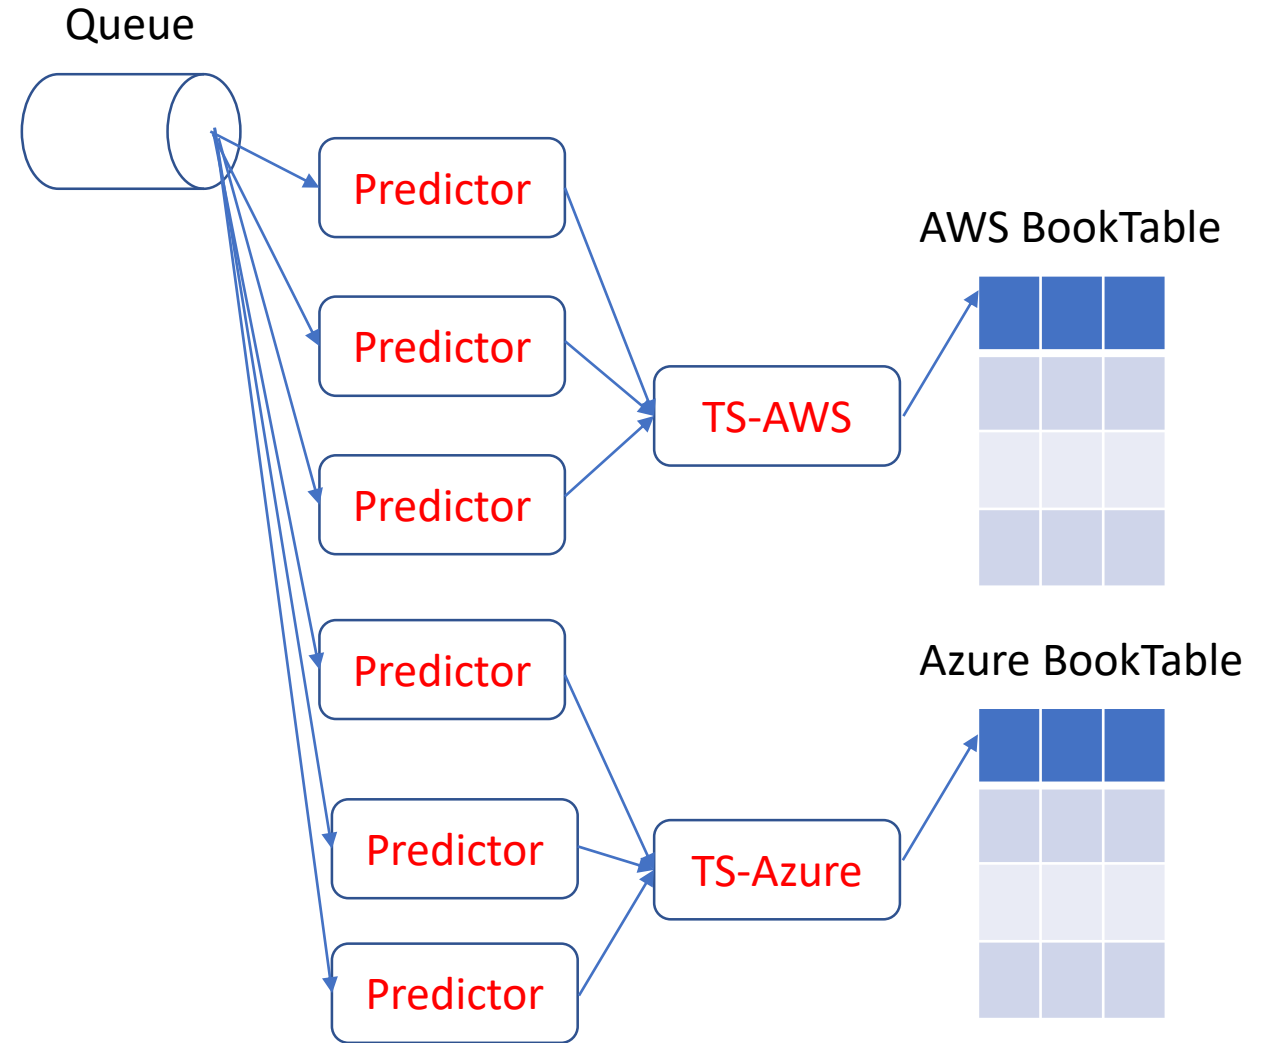 Queue
Predictor
AWS BookTable
Predictor
TS-AWS
Predictor
Predictor
Azure BookTable
Predictor
TS-Azure
Predictor